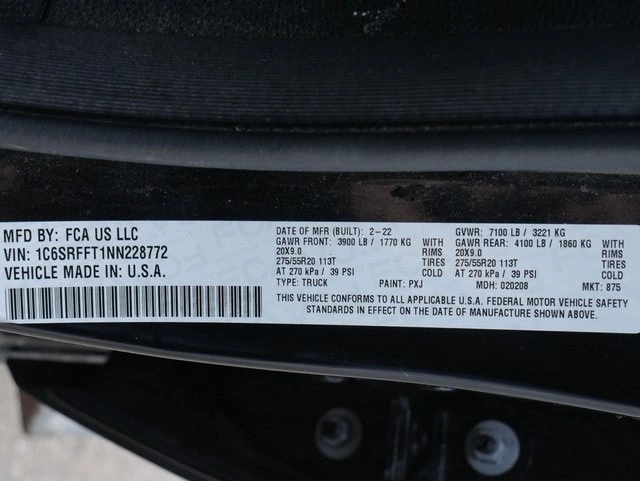 MFD BY: FCA US LLC
VIN: 1C6SRFFT1NN228772
VEHICLE MADE IN: U.S.A.
DATE OF MFR (BUILT): 2-22 GVWR: 7100 LB / 3221 KG
GAWR FRONT: 3900 LB / 1770 KG WITH GAWR REAR: 4100 LB / 1860 KG WITH
20X9.0 RIMS 20X9.0 RIMS
275/55R20 113T TIRES 275/55R20 113T TIRES
AT 270 kPa / 39 PSI COLD AT 270 kPa / 39 PSI COLD
TYPE: TRUCK PAINT: PXJ MDH: 020208 MKT: 875
THIS VEHICLE CONFORMS TO ALL APPLICABLE U.S.A. FEDERAL MOTOR VEHICLE SAFETY
STANDARDS IN EFFECT ON THE DATE OF MANUFACTURE SHOWN ABOVE.